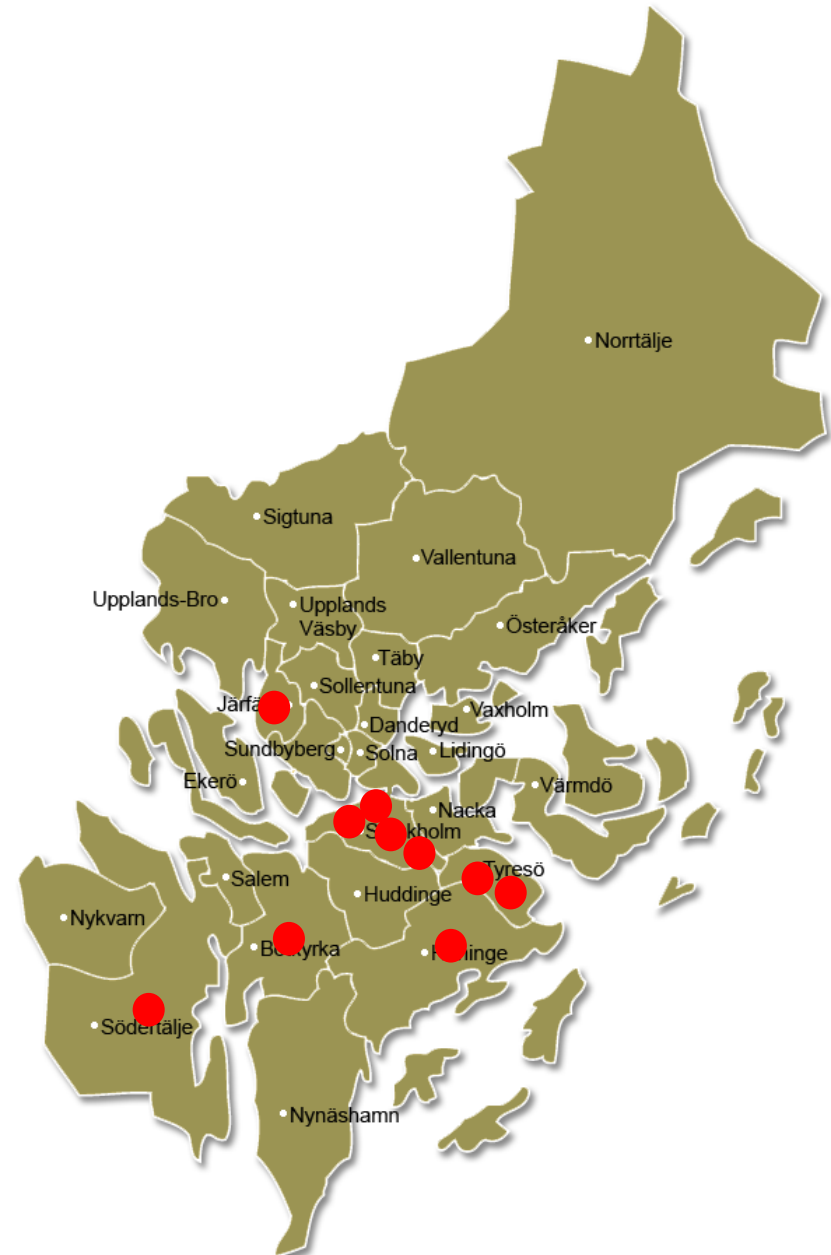 Norrtälje
Sigtuna
Vallentuna
Upplands-Bro
Upplands
Väsby
Österåker
Täby
Sollentuna
Vaxholm
Danderyd
Sundbyberg
Solna
Lidingö
Ekerö
Värmdö
Nacka
Tyresö
Salem
Huddinge
Nykvarn
Södertälje
Nynäshamn